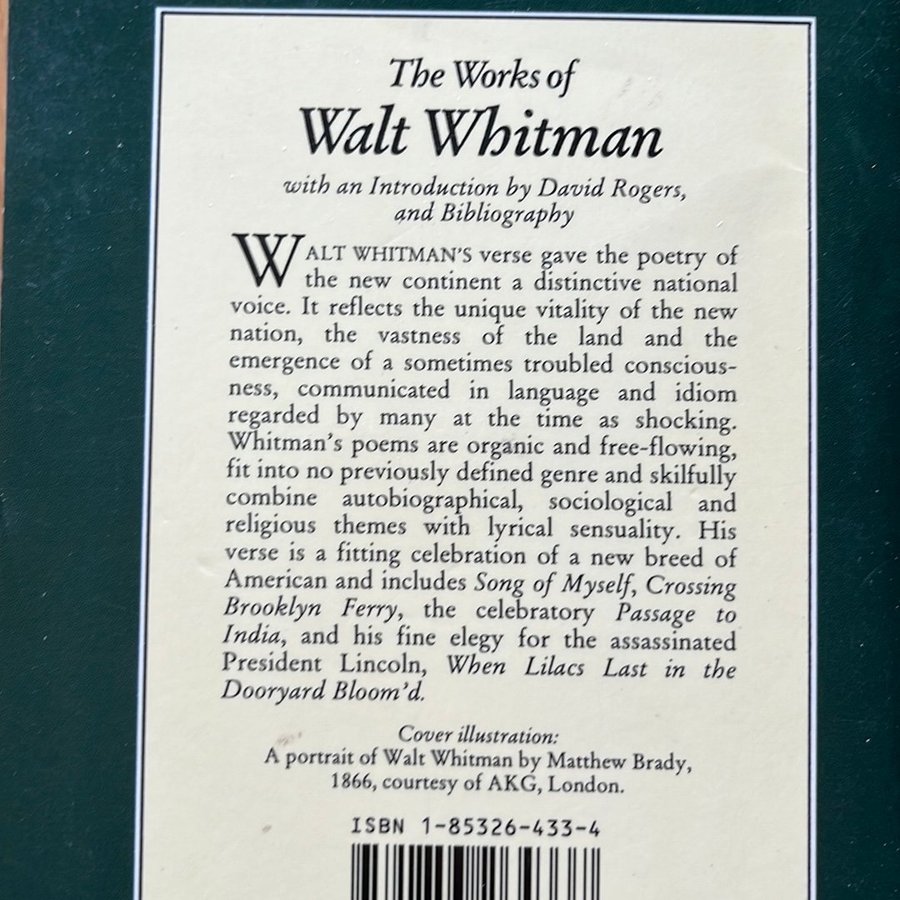 The Works of
Walt Whitman
with an Introduction by David Rogers,
and Bibliography
WALT WHITMAN'S verse gave the poetry of
the new continent a distinctive national
voice. It reflects the unique vitality of the new
nation, the vastness of the land and the
emergence of a sometimes troubled conscious-
ness, communicated in language and idiom
regarded by many at the time as shocking.
Whitman's poems are organic and free-flowing,
fit into no previously defined genre and skilfully
combine autobiographical, sociological and
religious themes with lyrical sensuality. His
verse is a fitting celebration of a new breed of
American and includes Song of Myself, Crossing
Brooklyn Ferry, the celebratory Passage to
India, and his fine elegy for the assassinated
President Lincoln, When Lilacs Last in the
Dooryard Bloom'd.
Cover illustration:
A portrait of Walt Whitman by Matthew Brady,
1866, courtesy of AKG, London.
ISBN 1-85326-433-4